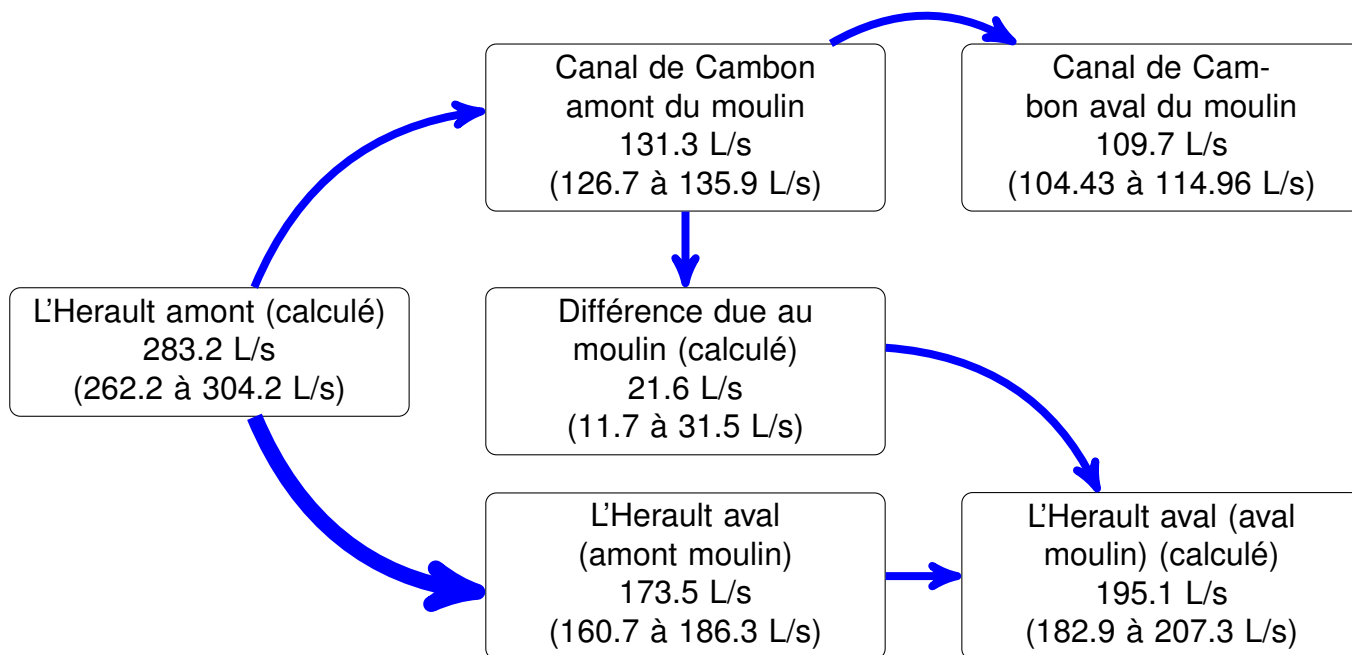 Canal de Cambon
amont du moulin
131.3 L/s
(126.7 à 135.9 L/s)
Canal de Cam-
bon aval du moulin
109.7 L/s
(104.43 à 114.96 L/s)
L'Herault amont (calculé)
283.2 L/s
(262.2 à 304.2 L/s)
Différence due au
moulin (calculé)
21.6 L/s
(11.7 à 31.5 L/s)
L'Herault aval
(amont moulin)
173.5 L/s
(160.7 à 186.3 L/s)
L'Herault aval (aval
moulin) (calculé)
195.1 L/s
(182.9 à 207.3 L/s)